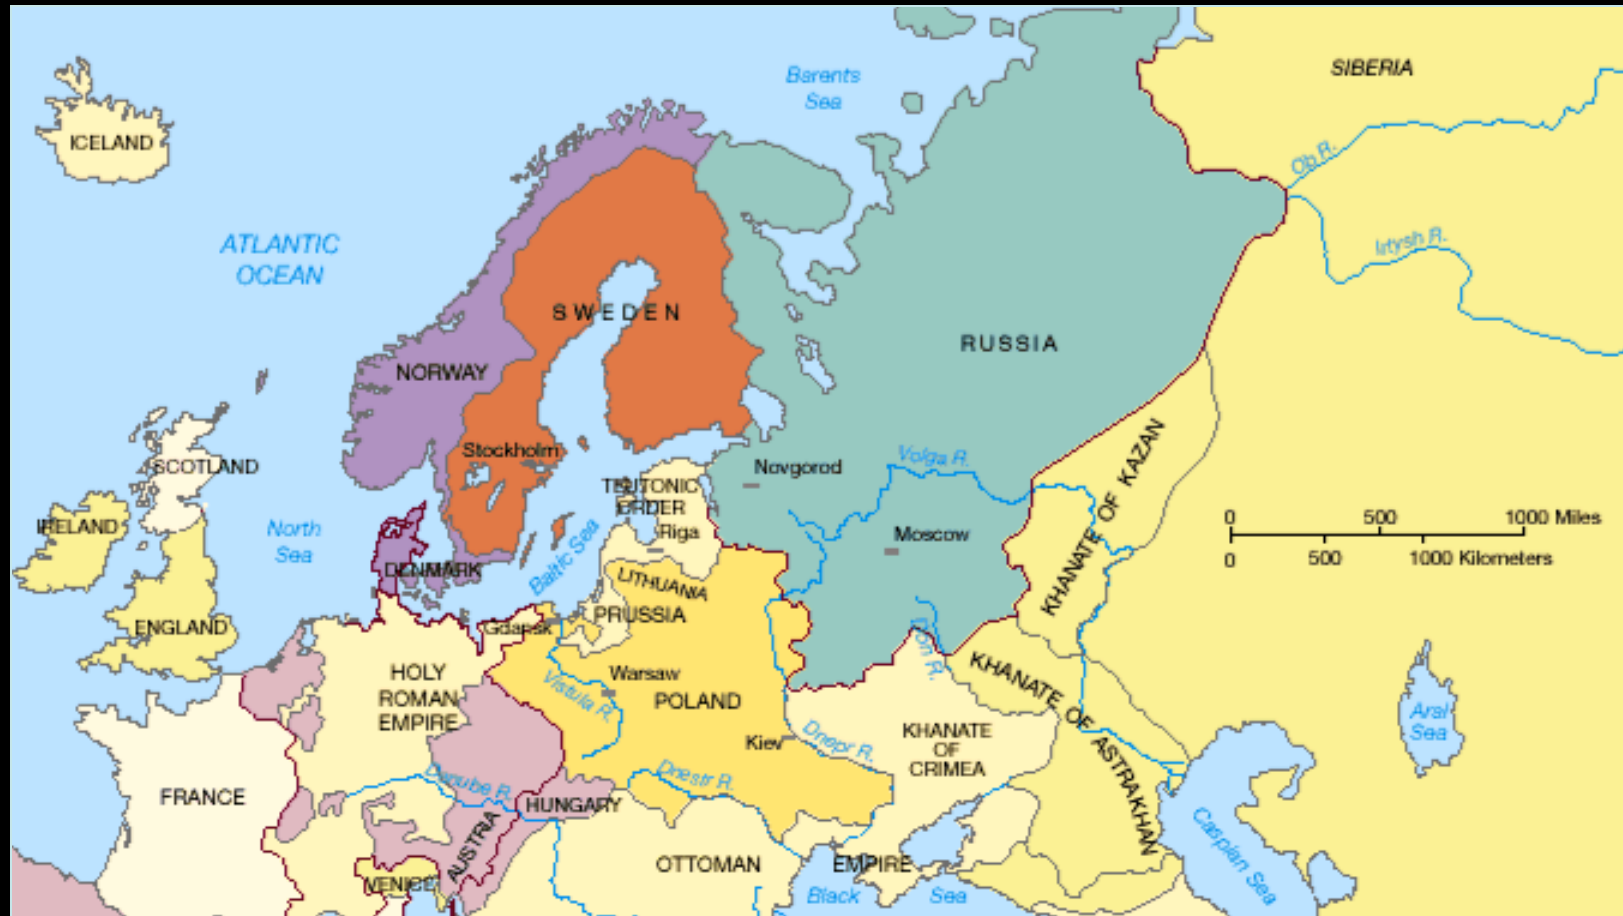 SIBERIA
Barents
Sea
ICELAND
Ob R.
Irtysh R.
ATLANTIC
OCEAN
SWEDEN
RUSSIA
NORWAY
Stockholm
SCOTLAND
Novgorod
Volga R.
KHANATE OF KAZAN
TEUTONIC
ORDER
Riga
Moscow
IRELAND
North
Sea
Baltic Sea
DENMARK
0 500 1000 Miles
0 500 1000 Kilometers
LITHUANIA
PRUSSIA
ENGLAND
Gdansk
Don R.
HOLY
ROMAN
EMPIRE
Warsaw
Vistula R.
POLAND
KHANATE OF ASTRAKHAN
Aral
Sea
Kiev
Dnepr R.
KHANATE
OF
CRIMEA
FRANCE
Danube R.
Dnestr R.
HUNGARY
AUSTRIA
VENICE
OTTOMAN EMPIRE
Black Sea
Caspian Sea